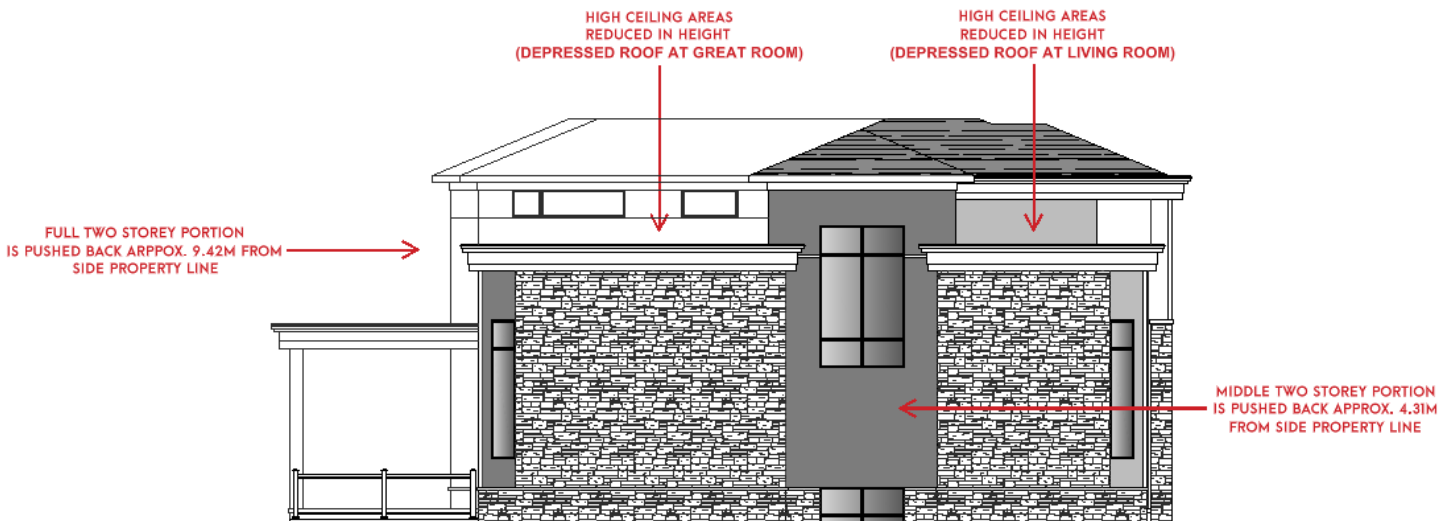 HIGH CEILING AREAS
REDUCED IN HEIGHT
(DEPRESSED ROOF AT GREAT ROOM)
HIGH CEILING AREAS
REDUCED IN HEIGHT
(DEPRESSED ROOF AT LIVING ROOM)
FULL TWO STOREY PORTION
IS PUSHED BACK ARPPOX. 9.42M FROM
SIDE PROPERTY LINE
MIDDLE TWO STOREY PORTION
IS PUSHED BACK APPROX. 4.31M
FROM SIDE PROPERTY LINE